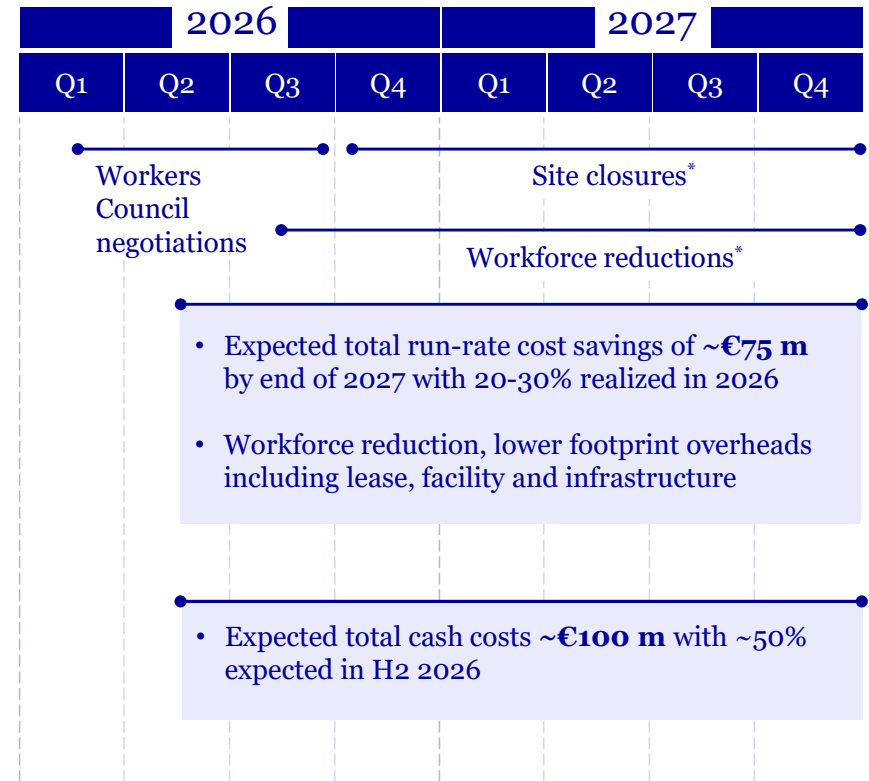 2026 2027
Q1 Q2 Q3 Q4 Q1 Q2 Q3 Q4
Workers
Council
negotiations
Site closures*
Workforce reductions*
• Expected total run-rate cost savings of ~€75 m
by end of 2027 with 20-30% realized in 2026
• Workforce reduction, lower footprint overheads
including lease, facility and infrastructure
• Expected total cash costs ~€100 m with ~50%
expected in H2 2026